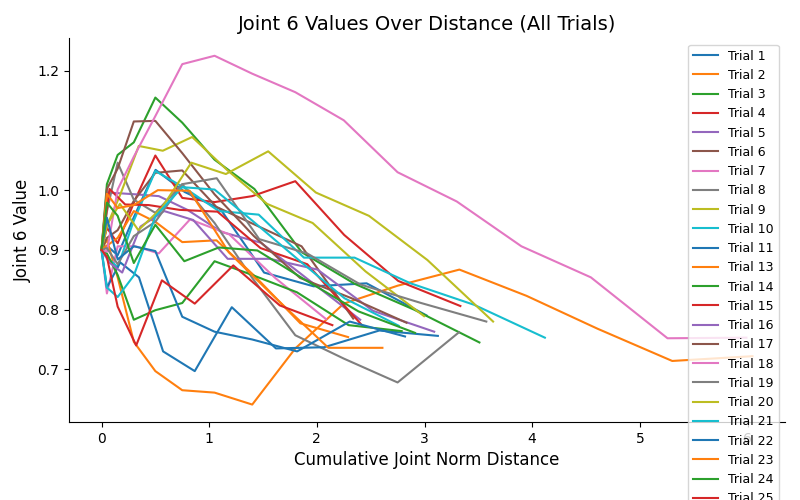 Joint 6 Values Over Distance (All Trials)
Joint 6 Value
1.2
1.1
1.0
0.9
0.8
0.7
0
1
2
3
4
5
6
Cumulative Joint Norm Distance
Trial 1
Trial 2
Trial 3
Trial 4
Trial 5
Trial 6
Trial 7
Trial 8
Trial 9
Trial 10
Trial 11
Trial 13
Trial 14
Trial 15
Trial 16
Trial 17
Trial 18
Trial 19
Trial 20
Trial 21
Trial 22
Trial 23
Trial 24
Trial 25